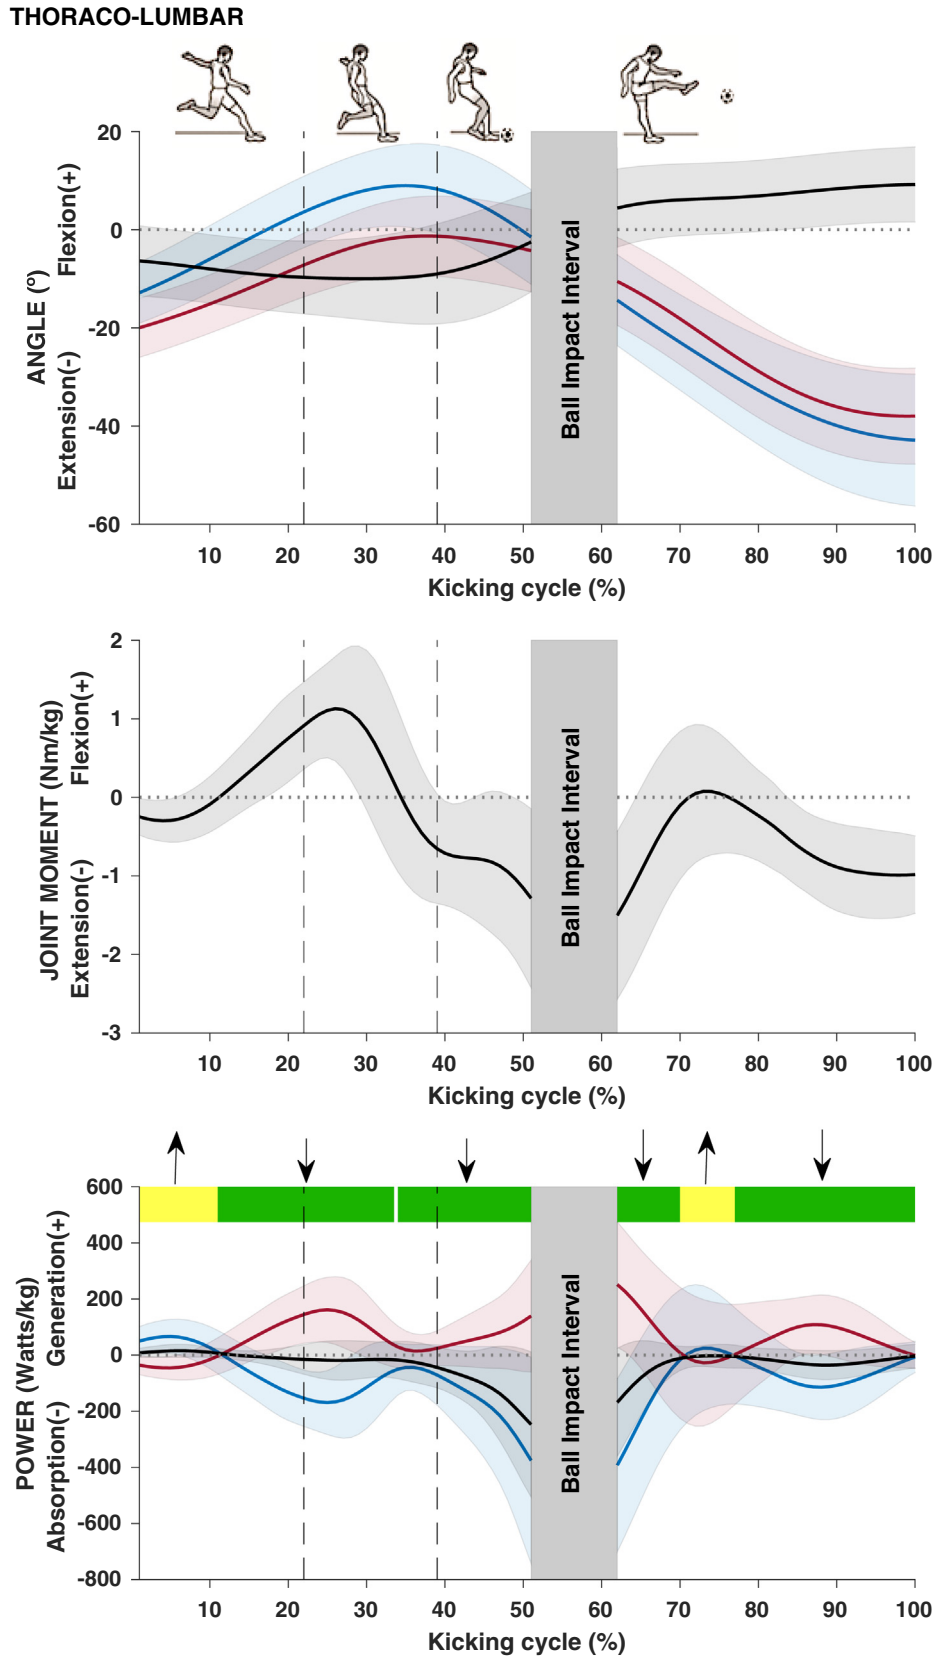 THORACO-LUMBAR
20
0
-20
-40
-60
ANGLE (º)
Extension(-) Flexion(+)
Ball Impact Interval
10 20 30 40 50 60 70 80 90 100
Kicking cycle (%)
2
1
0
-1
-2
-3
JOINT MOMENT (Nm/kg)
Extension(-) Flexion(+)
Ball Impact Interval
10 20 30 40 50 60 70 80 90 100
Kicking cycle (%)
600
400
200
0
-200
-400
-600
-800
POWER (Watts/kg)
Absorption(-) Generation(+)
Ball Impact Interval
10 20 30 40 50 60 70 80 90 100
Kicking cycle (%)